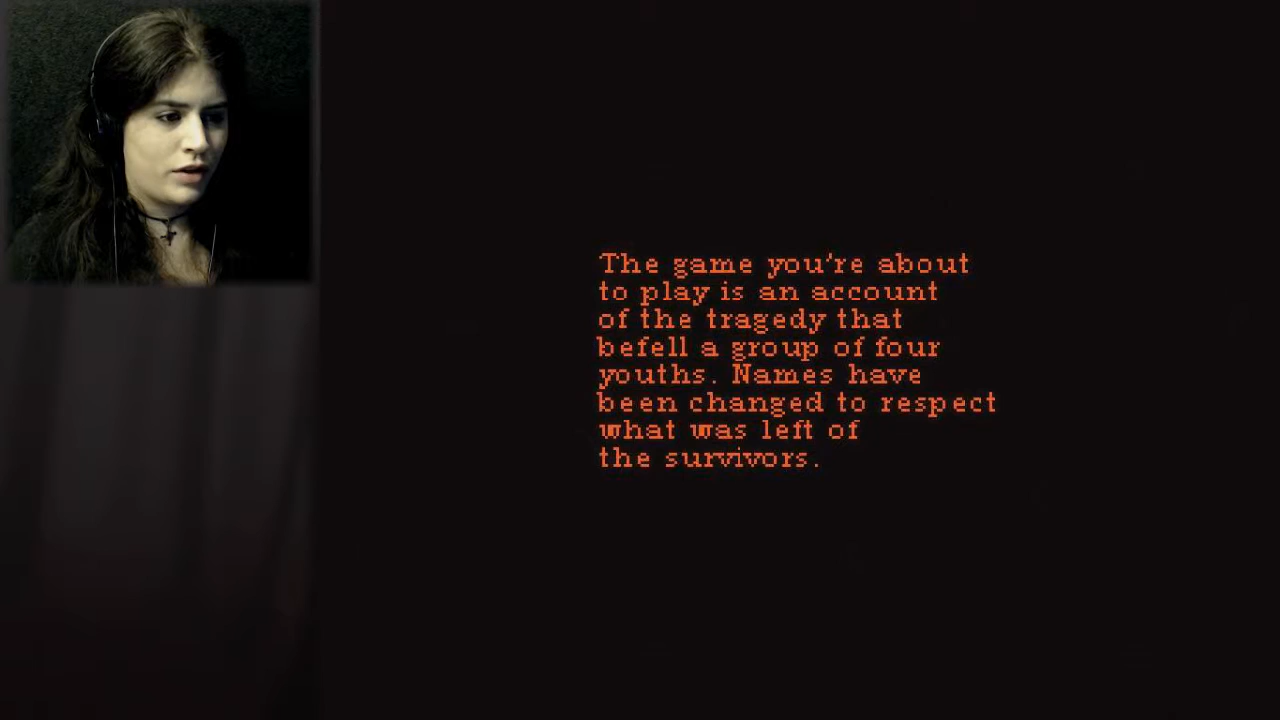 The game you're about
to play is an account
of the tragedy that
befell a group of four
youths. Names have
been changed to respect
what was left of
the survivors.